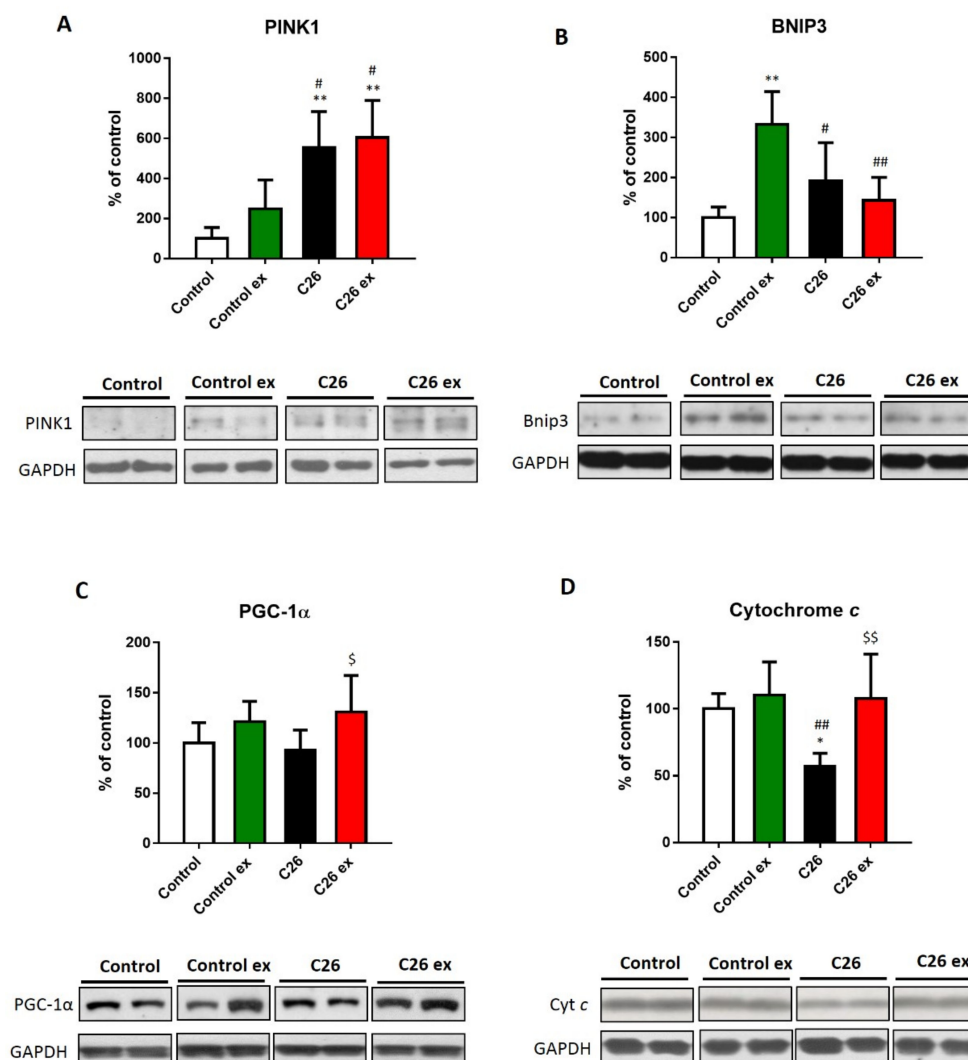 A
PINK1
1000
800
600
400
200
0
% of control
#
**
#
**
Control
Control ex
C26
C26 ex
Control
Control ex
C26
C26 ex
PINK1
GAPDH
B
BNIP3
500
400
300
200
100
0
% of control
**
#
##
Control
Control ex
C26
C26 ex
Control
Control ex
C26
C26 ex
Bnip3
GAPDH
C
PGC-1α
200
150
100
50
0
% of control
$
Control
Control ex
C26
C26 ex
Control
Control ex
C26
C26 ex
PGC-1α
GAPDH
D
Cytochrome c
150
100
50
0
% of control
##
*
$$
Control
Control ex
C26
C26 ex
Control
Control ex
C26
C26 ex
Cyt c
GAPDH